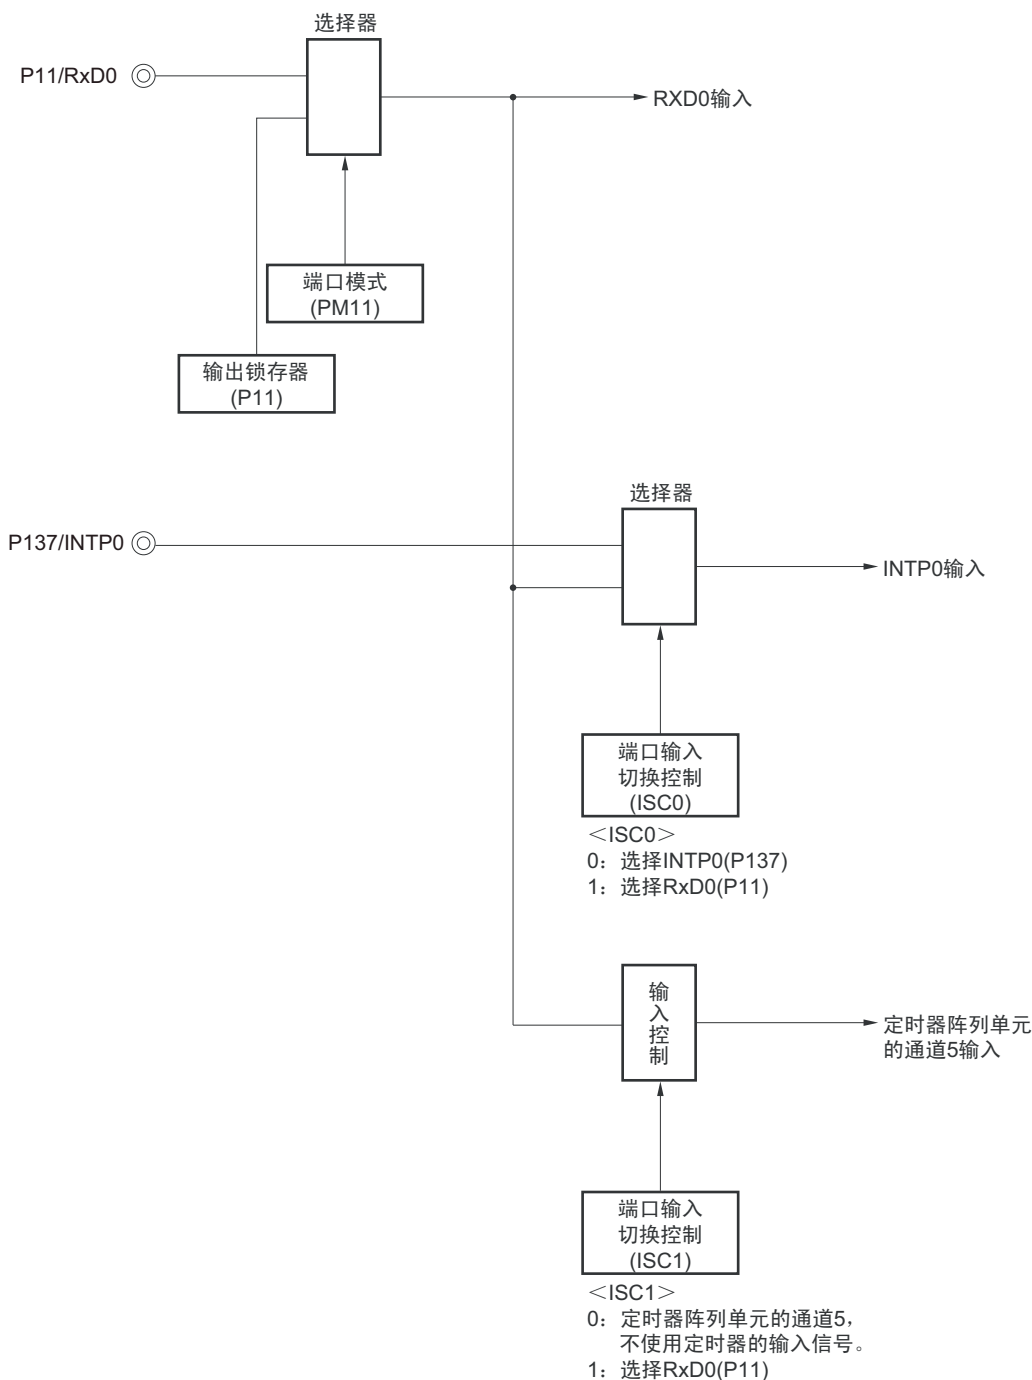 选择器
P11/RxD0
RXD0输入
端口模式
(PM11)
输出锁存器
(P11)
选择器
P137/INTP0
INTP0输入
端口输入
切换控制
(ISC0)
＜ISC0＞
0：选择INTP0(P137)
1：选择RxD0(P11)
输
入
控
制
定时器阵列单元
的通道5输入
端口输入
切换控制
(ISC1)
＜ISC1＞
0：定时器阵列单元的通道5，
不使用定时器的输入信号。
1：选择RxD0(P11)